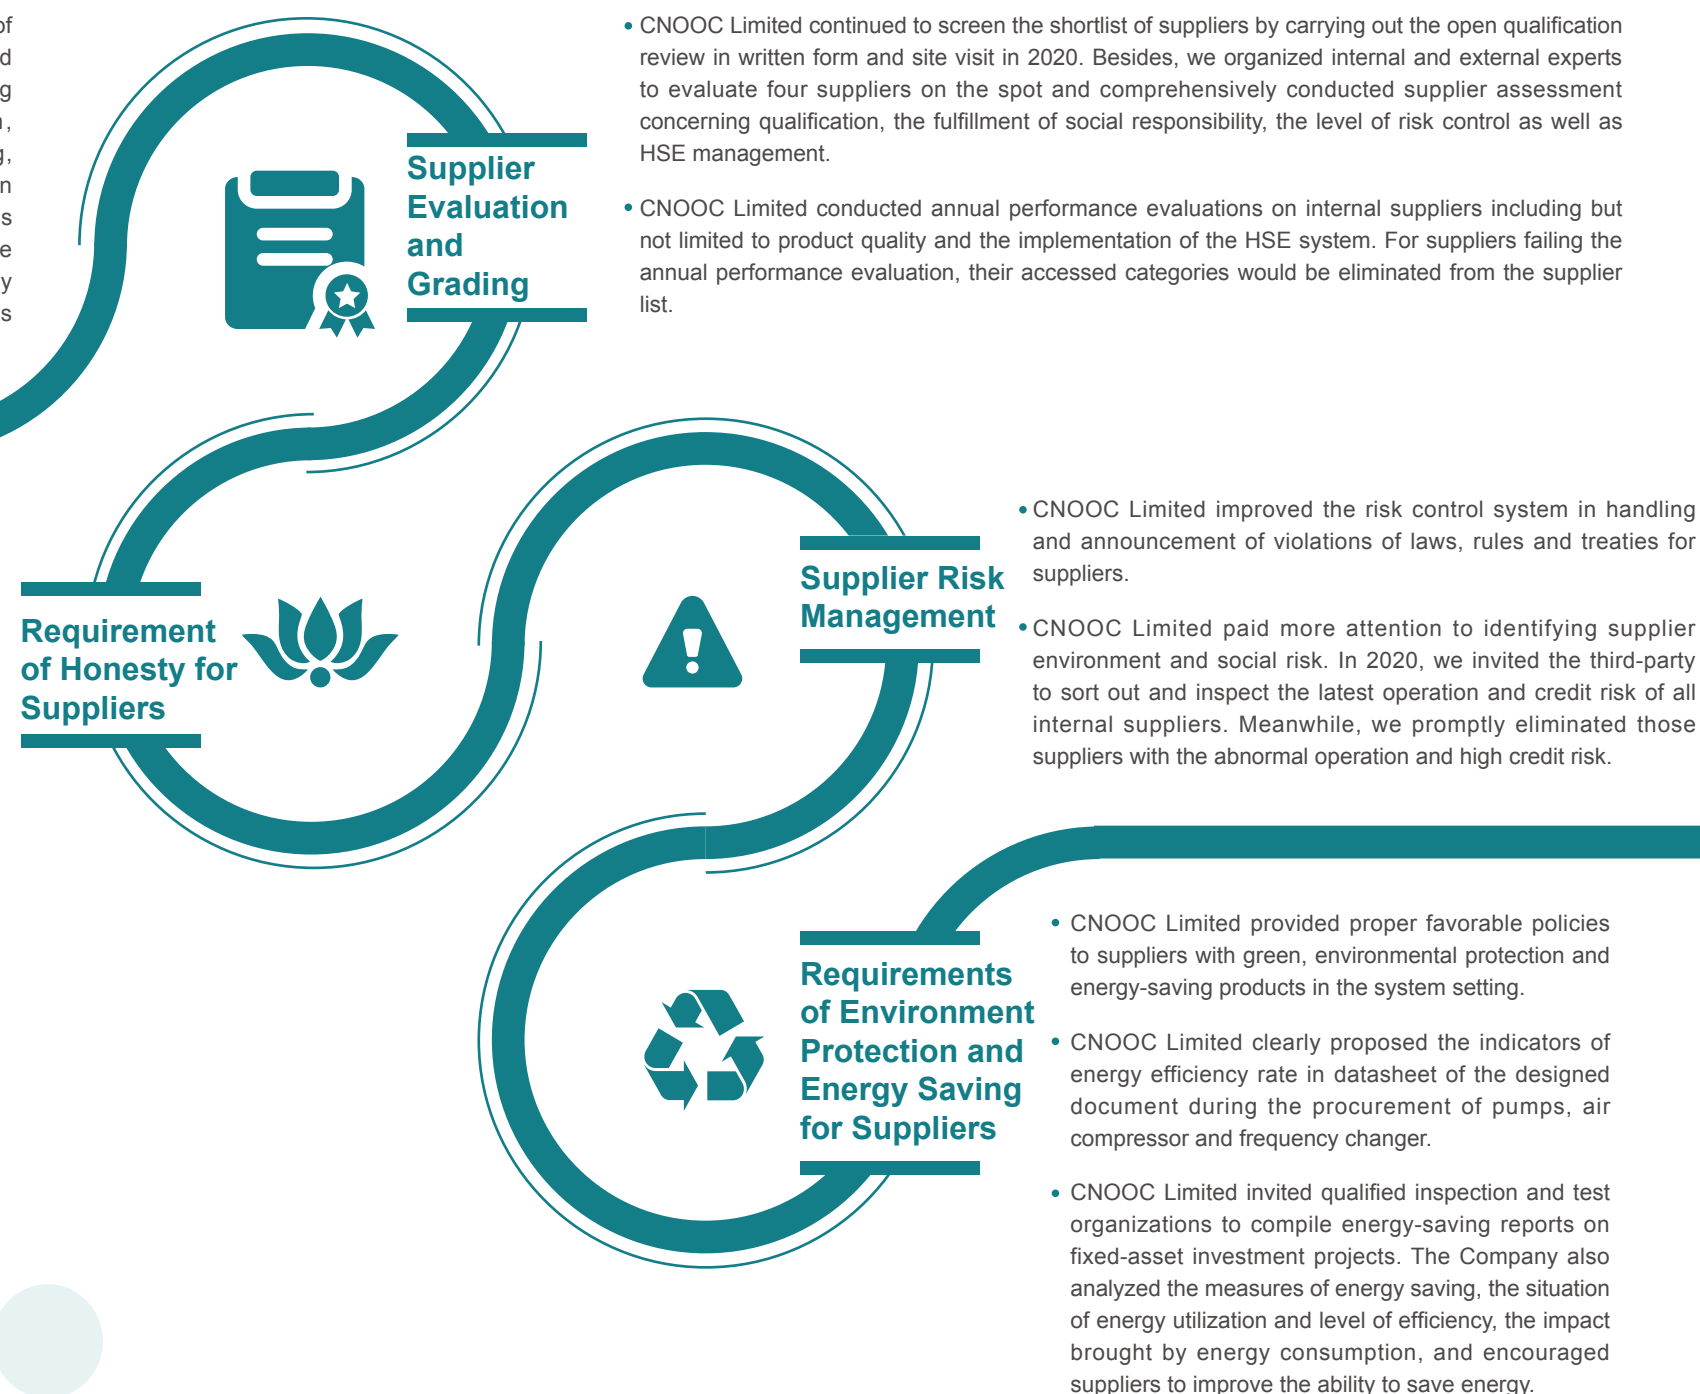 of
d
g
,
g,
n
s
e
y
s
Supplier
Evaluation
and
Grading
• CNOOC Limited continued to screen the shortlist of suppliers by carrying out the open qualification
review in written form and site visit in 2020. Besides, we organized internal and external experts
to evaluate four suppliers on the spot and comprehensively conducted supplier assessment
concerning qualification, the fulfillment of social responsibility, the level of risk control as well as
HSE management.
• CNOOC Limited conducted annual performance evaluations on internal suppliers including but
not limited to product quality and the implementation of the HSE system. For suppliers failing the
annual performance evaluation, their accessed categories would be eliminated from the supplier
list.
Requirement
of Honesty for
Suppliers
Supplier Risk
Management
• CNOOC Limited improved the risk control system in handling
and announcement of violations of laws, rules and treaties for
suppliers.
• CNOOC Limited paid more attention to identifying supplier
environment and social risk. In 2020, we invited the third-party
to sort out and inspect the latest operation and credit risk of all
internal suppliers. Meanwhile, we promptly eliminated those
suppliers with the abnormal operation and high credit risk.
Requirements
of Environment
Protection and
Energy Saving
for Suppliers
• CNOOC Limited provided proper favorable policies
to suppliers with green, environmental protection and
energy-saving products in the system setting.
• CNOOC Limited clearly proposed the indicators of
energy efficiency rate in datasheet of the designed
document during the procurement of pumps, air
compressor and frequency changer.
• CNOOC Limited invited qualified inspection and test
organizations to compile energy-saving reports on
fixed-asset investment projects. The Company also
analyzed the measures of energy saving, the situation
of energy utilization and level of efficiency, the impact
brought by energy consumption, and encouraged
suppliers to improve the ability to save energy.